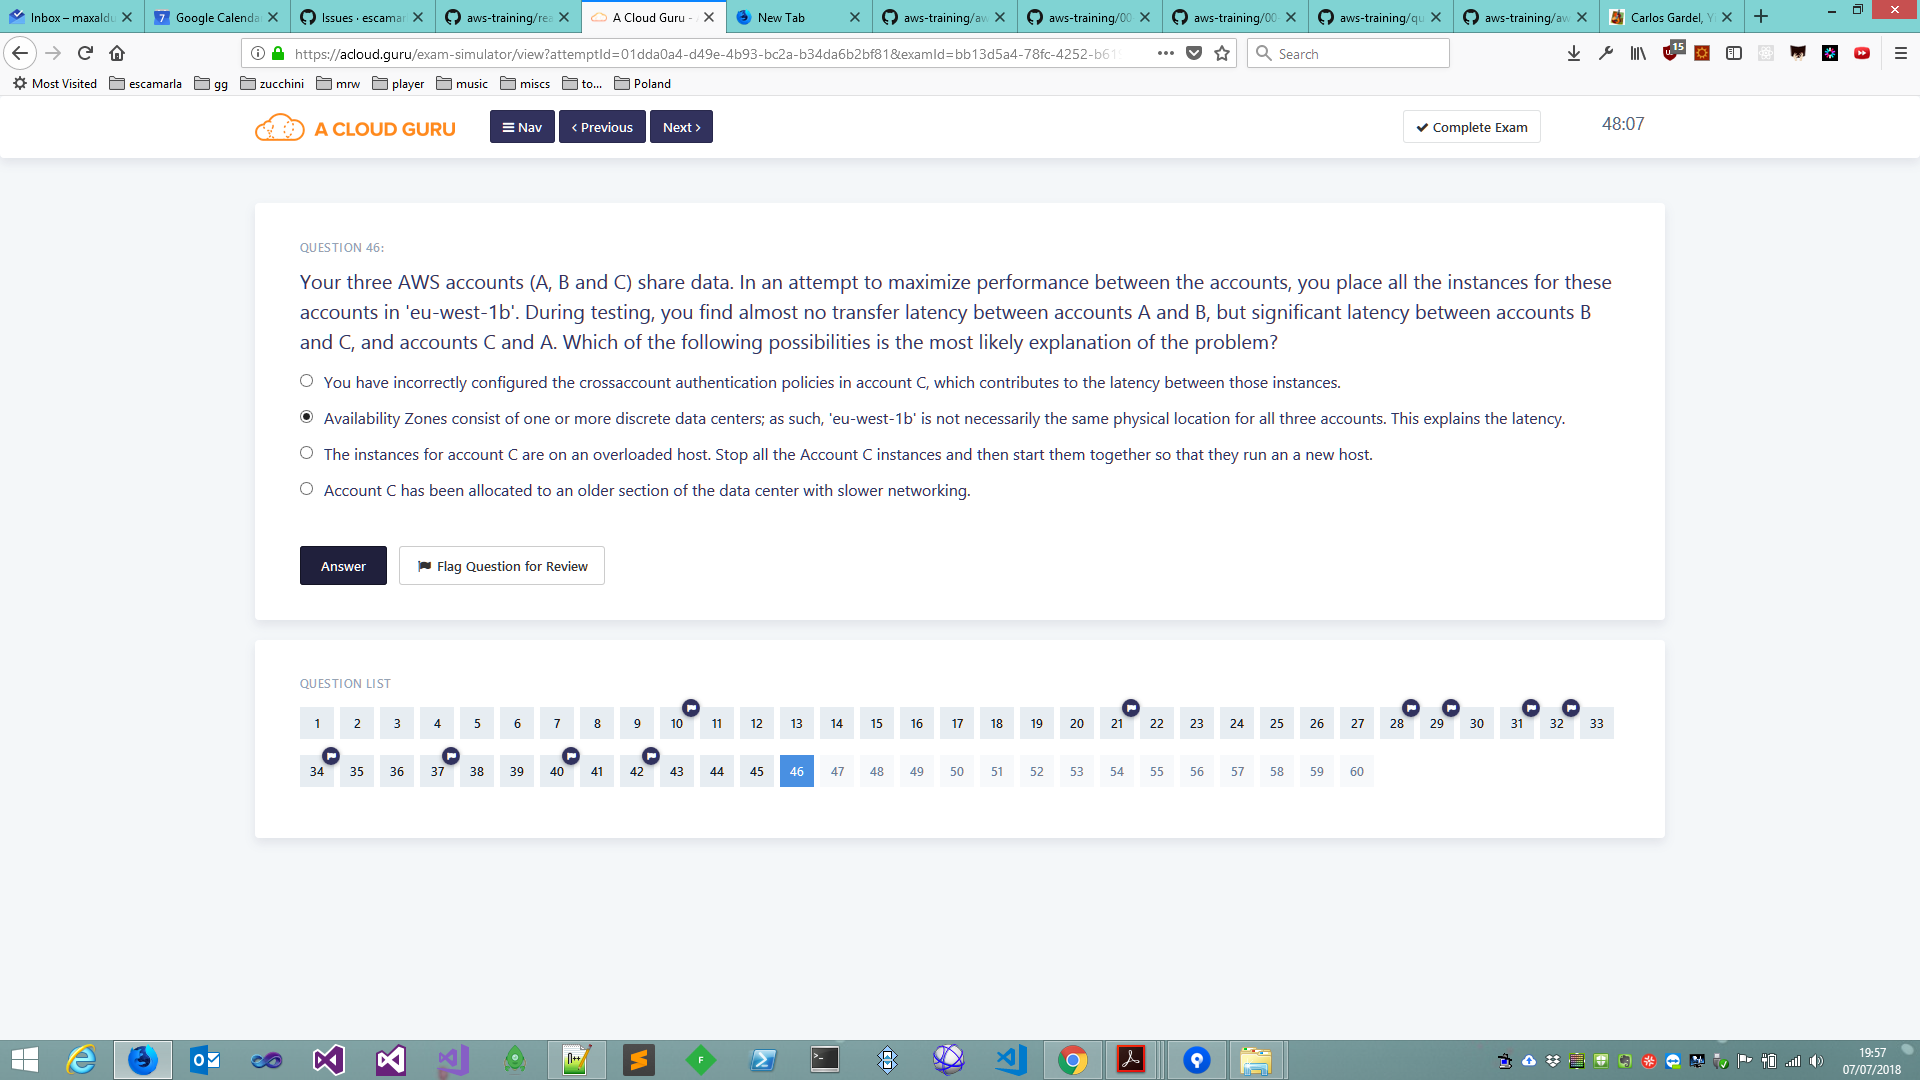 Inbox – maxaldu
Google Calenda
Issues · escamar
aws-training/rea
A Cloud Guru - A
New Tab
aws-training/aw
aws-training/00
aws-training/00
aws-training/qu
aws-training/aw
Carlos Gardel, Y
https://acloud.guru/exam-simulator/view?attemptId=01dda0a4-d49e-4b93-bc2a-b34da6b2bf81&examId=bb13d5a4-78fc-4252-b61
Search
15
Most Visited escamarla gg zucchini mrw player music miscs to... Poland
A CLOUD GURU
Nav
Previous
Next
Complete Exam
48:07
QUESTION 46:
Your three AWS accounts (A, B and C) share data. In an attempt to maximize performance between the accounts, you place all the instances for these
accounts in 'eu-west-1b'. During testing, you find almost no transfer latency between accounts A and B, but significant latency between accounts B
and C, and accounts C and A. Which of the following possibilities is the most likely explanation of the problem?
You have incorrectly configured the crossaccount authentication policies in account C, which contributes to the latency between those instances.
Availability Zones consist of one or more discrete data centers; as such, 'eu-west-1b' is not necessarily the same physical location for all three accounts. This explains the latency.
The instances for account C are on an overloaded host. Stop all the Account C instances and then start them together so that they run an a new host.
Account C has been allocated to an older section of the data center with slower networking.
Answer
Flag Question for Review
QUESTION LIST
1 2 3 4 5 6 7 8 9 10 11 12 13 14 15 16 17 18 19 20 21 22 23 24 25 26 27 28 29 30 31 32 33
34 35 36 37 38 39 40 41 42 43 44 45 46 47 48 49 50 51 52 53 54 55 56 57 58 59 60
19:57
07/07/2018